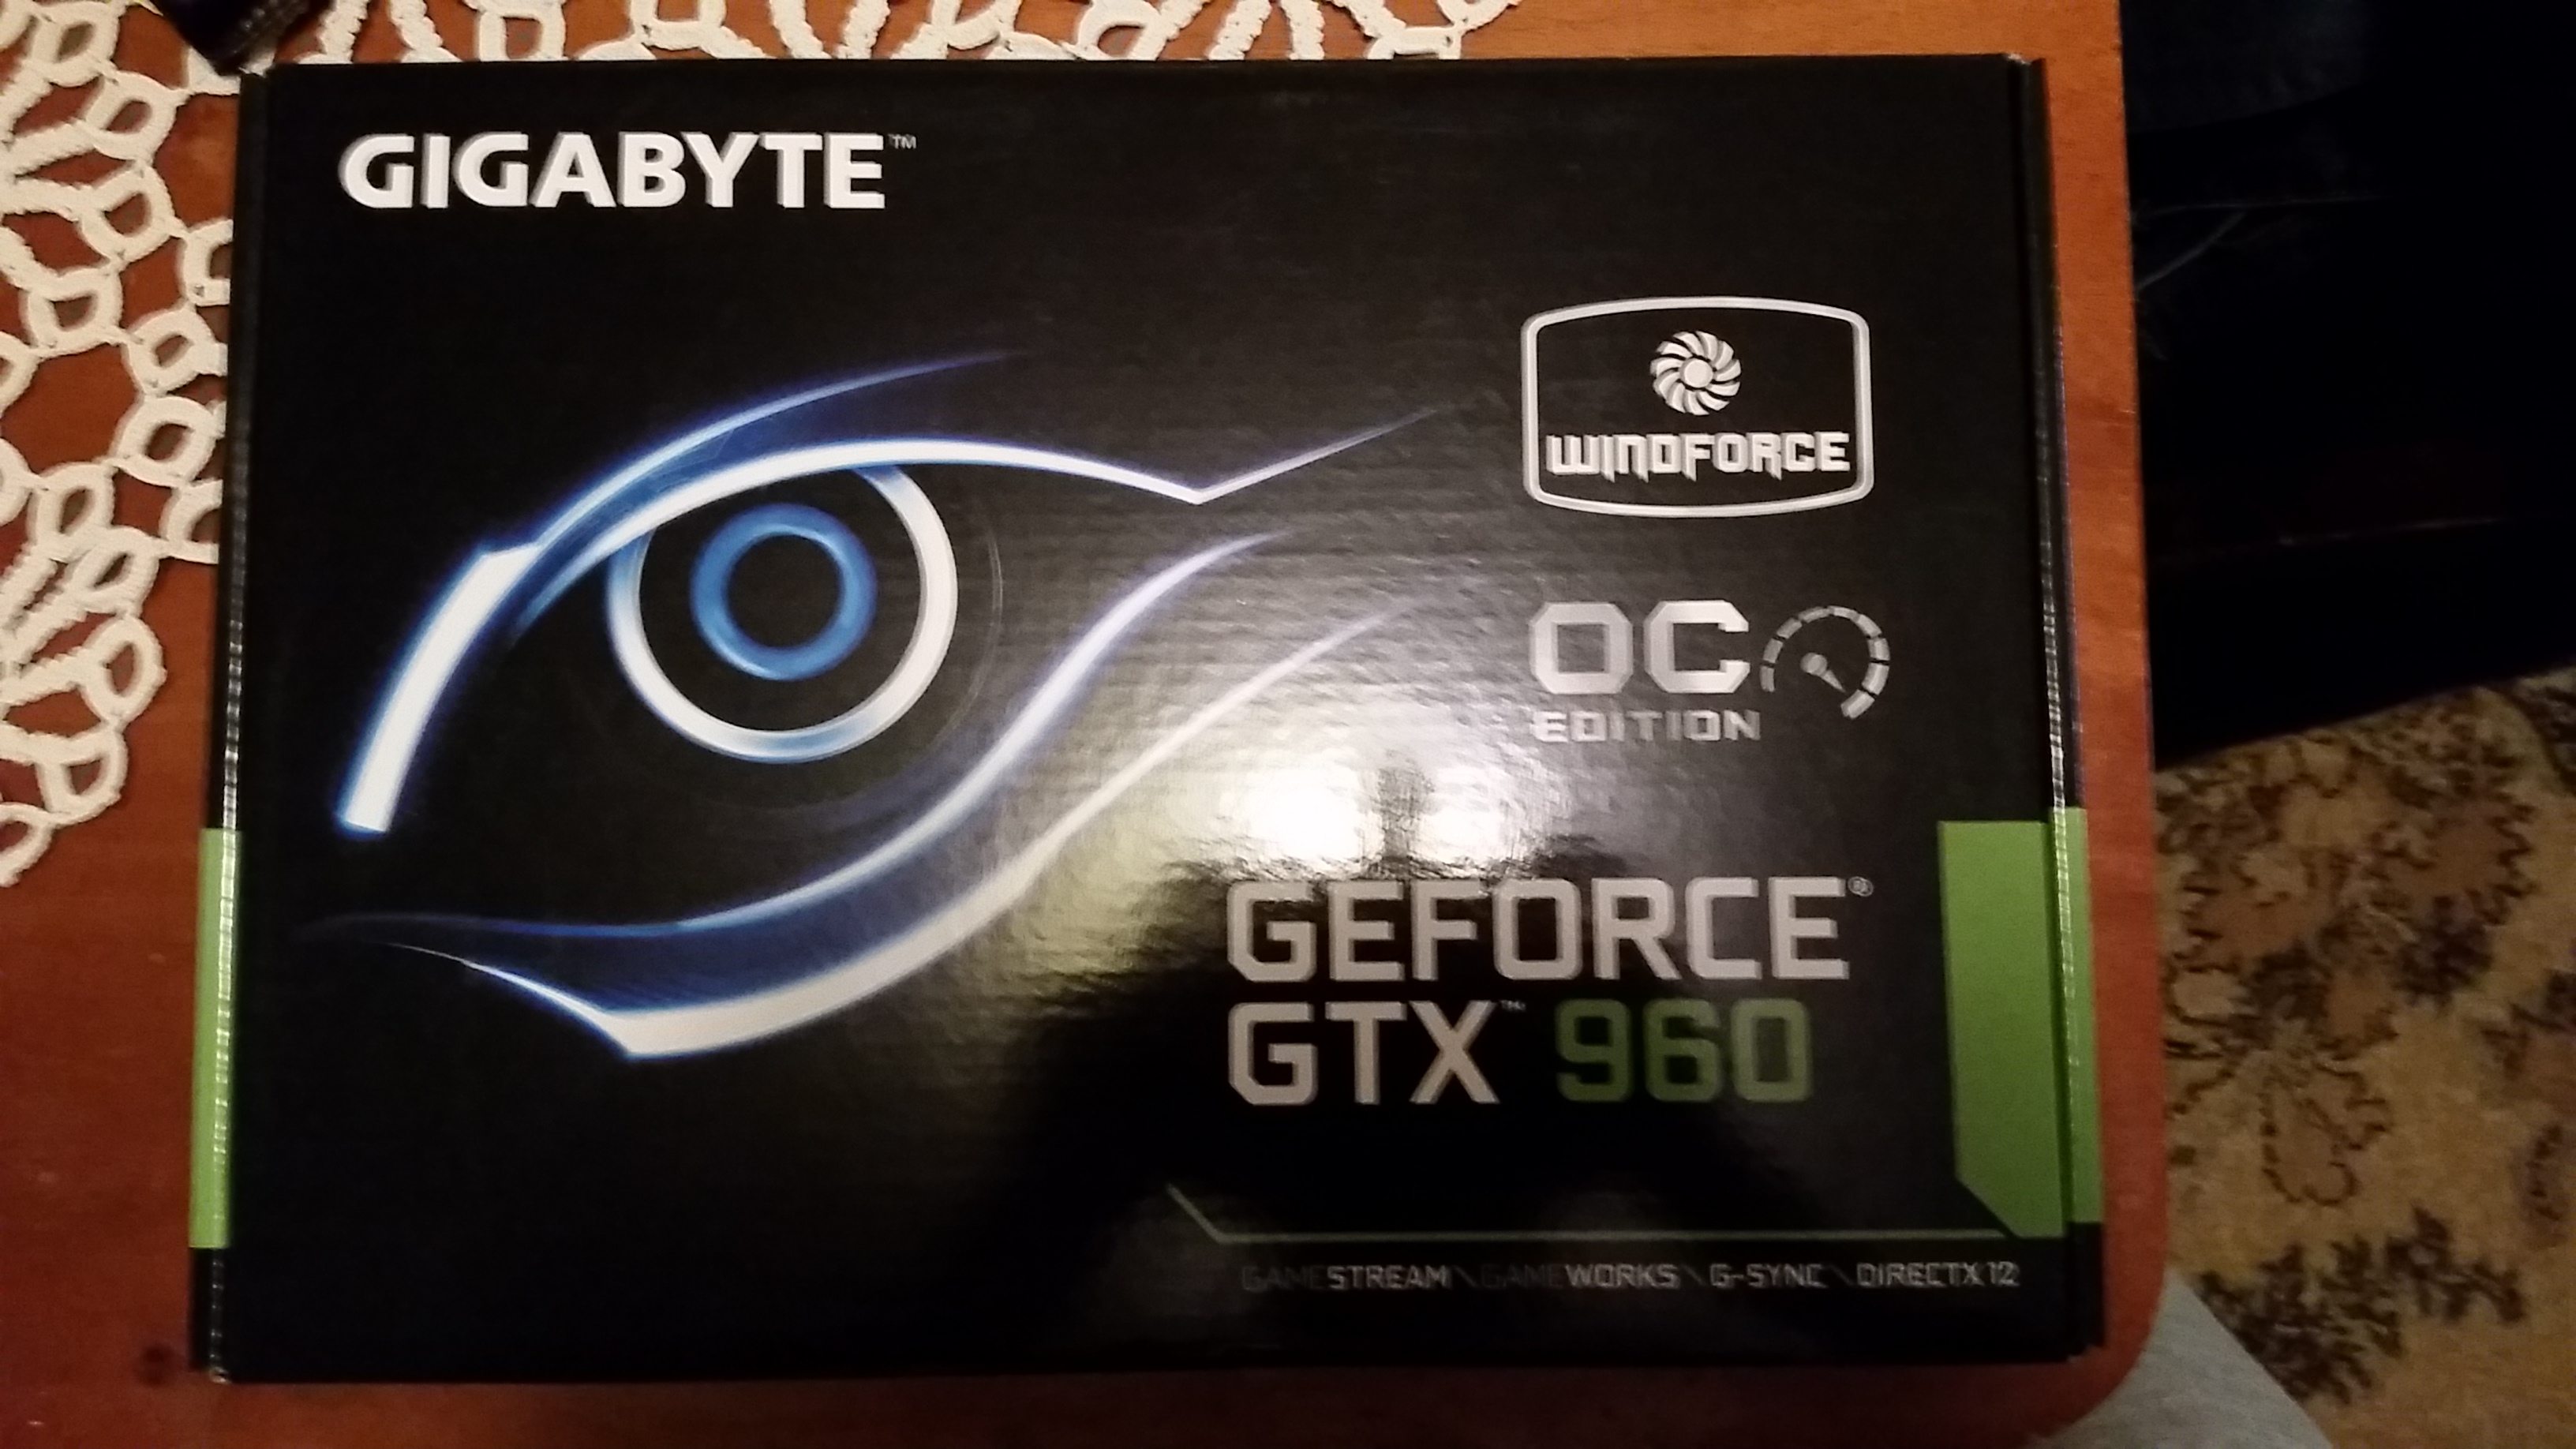 GIGABYTE™
WINDFORCE
OC
EDITION
GEFORCE®
GTX™ 960
GAMESTREAM \ GAMEWORKS \ G-SYNC \ DIRECTX 12